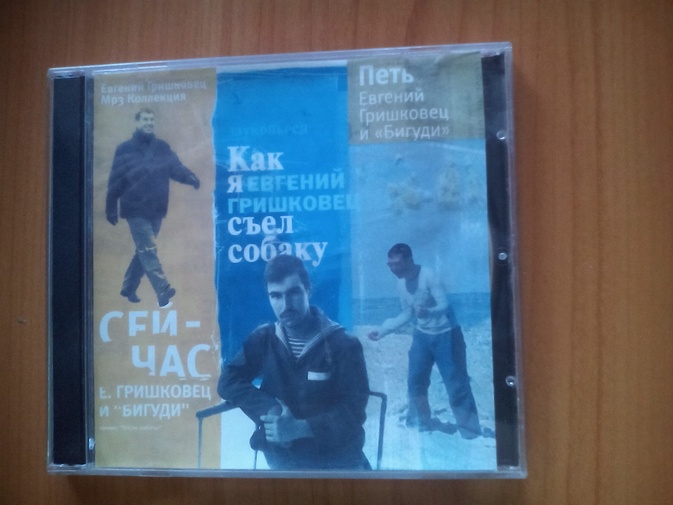 Евгений Гришковец
Mp3 Коллекция
СЕЙ-
ЧАС
Е. ГРИШКОВЕЦ
И "БИГУДИ"
Как
я ЕВГЕНИЙ
ГРИШКОВЕЦ
съел
собаку
Петь
Евгений
Гришковец
и «Бигуди»